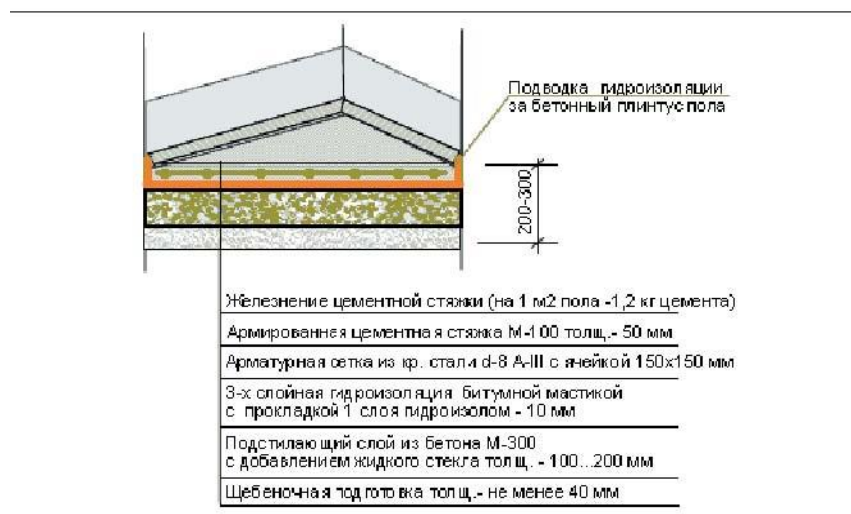 Подводка гидроизоляции
за бетонный плинтус пола
200-300
Железнение цементной стяжки (на 1 м2 пола -1,2 кг цемента)
Армированная цементная стяжка М-100 толщ.- 50 мм
Арматурная сетка из кр. стали d-8 А-III с ячейкой 150х150 мм
3-х слойная гидроизоляция битумной мастикой
с прокладкой 1 слоя гидроизолом - 10 мм
Подстилающий слой из бетона М-300
с добавлением жидкого стекла толщ. - 100...200 мм
Щебеночная подготовка толщ.- не менее 40 мм